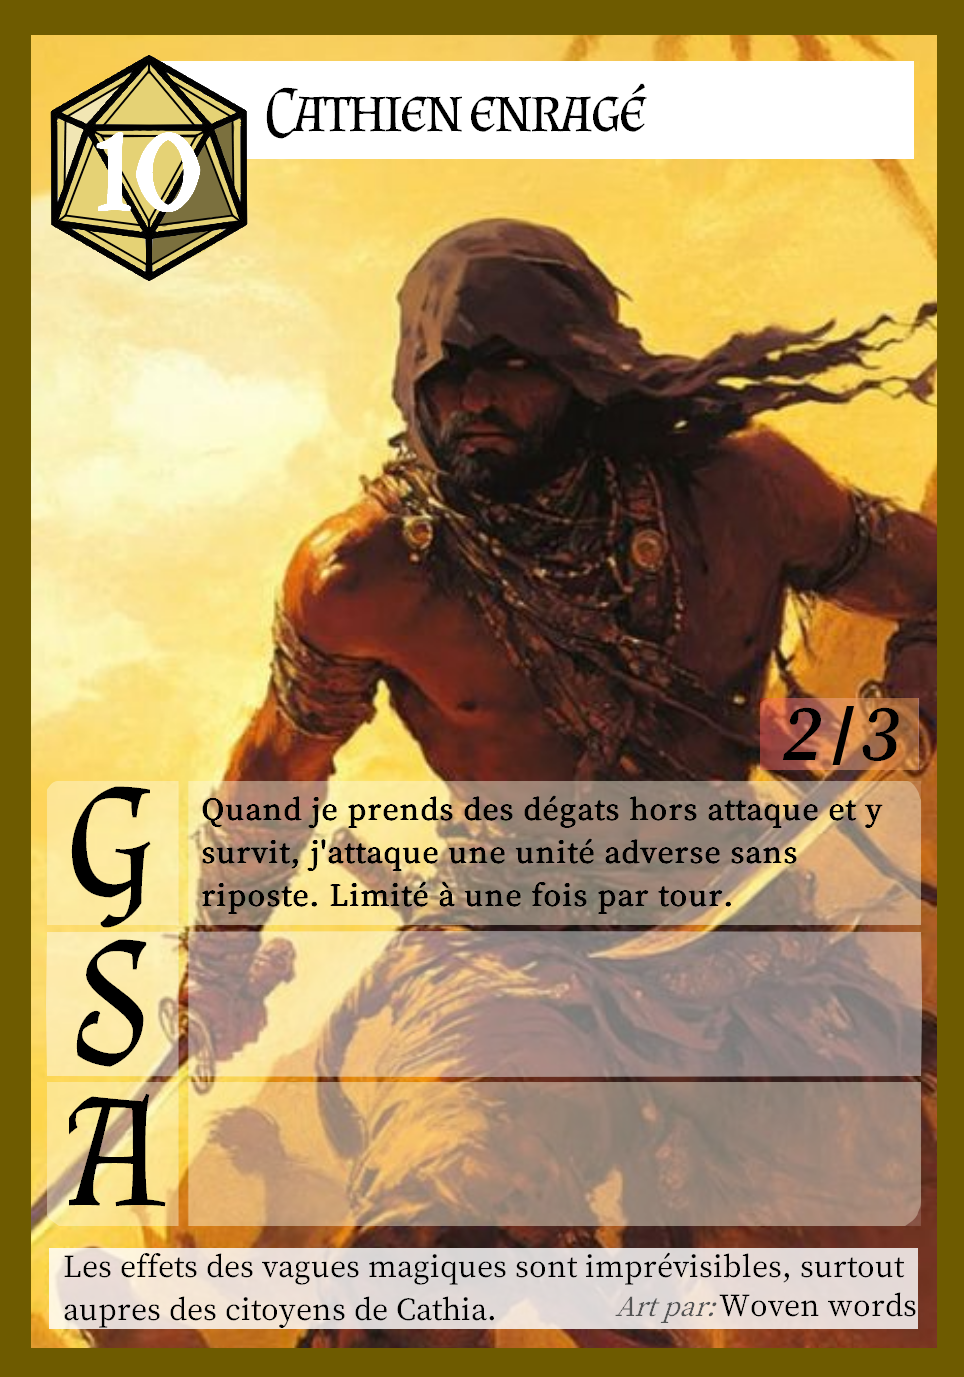 10
Cathien enragé
2/3
G
Quand je prends des dégats hors attaque et y
survit, j'attaque une unité adverse sans
riposte. Limité à une fois par tour.
S
A
Les effets des vagues magiques sont imprévisibles, surtout
aupres des citoyens de Cathia.
Art par: Woven words